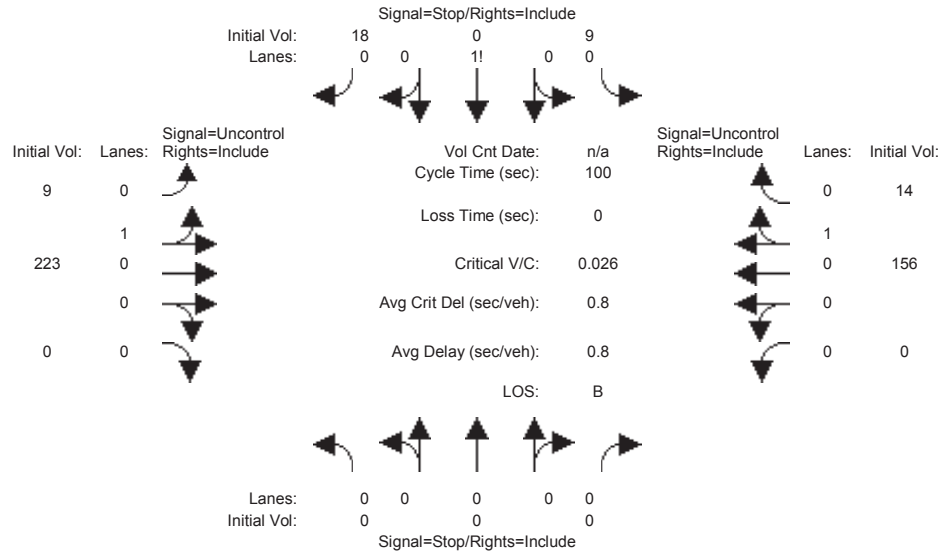 Signal=Stop/Rights=Include
Initial Vol: 18 0 9
Lanes: 0 0 1! 0 0
Signal=Uncontrol Signal=Uncontrol
Initial Vol: Lanes: Rights=Include Vol Cnt Date: n/a Rights=Include Lanes: Initial Vol:
Cycle Time (sec): 100
9 0 0 14
Loss Time (sec): 0
1 1
223 0 Critical V/C: 0.026 0 156
0 Avg Crit Del (sec/veh): 0.8 0
0 0 Avg Delay (sec/veh): 0.8 0 0
LOS: B
Lanes: 0 0 0 0 0
Initial Vol: 0 0 0
Signal=Stop/Rights=Include